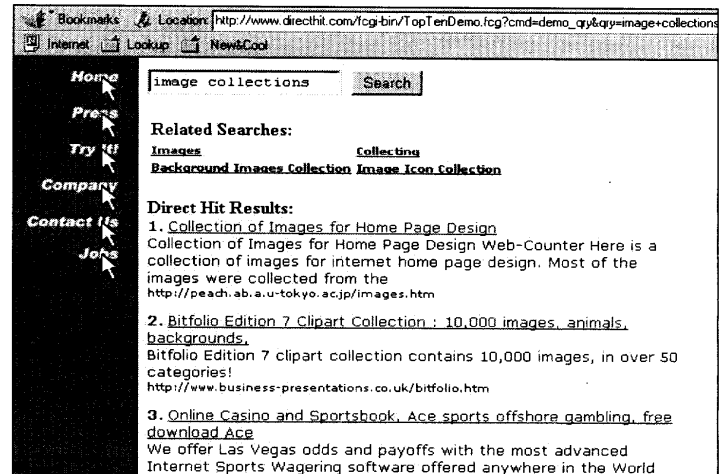 Bookmarks Location: http://www.directhit.com/fcgi-bin/TopTenDemo.fcg?cmd=demo_qry&qry=image+collections
Internet Lookup New&Cool
Home
Press
Try It!
Company
Contact Us
Jobs
image collections Search
Related Searches:
Images Collecting
Background Images Collection Image Icon Collection
Direct Hit Results:
1. Collection of Images for Home Page Design
Collection of Images for Home Page Design Web-Counter Here is a
collection of images for internet home page design. Most of the
images were collected from the
http://peach.ab.a.u-tokyo.ac.jp/images.htm
2. Bitfolio Edition 7 Clipart Collection : 10,000 images, animals,
backgrounds,
Bitfolio Edition 7 clipart collection contains 10,000 images, in over 50
categories!
http://www.business-presentations.co.uk/bitfolio.htm
3. Online Casino and Sportsbook, Ace sports offshore gambling, free
download Ace
We offer Las Vegas odds and payoffs with the most advanced
Internet Sports Wagering software offered anywhere in the World